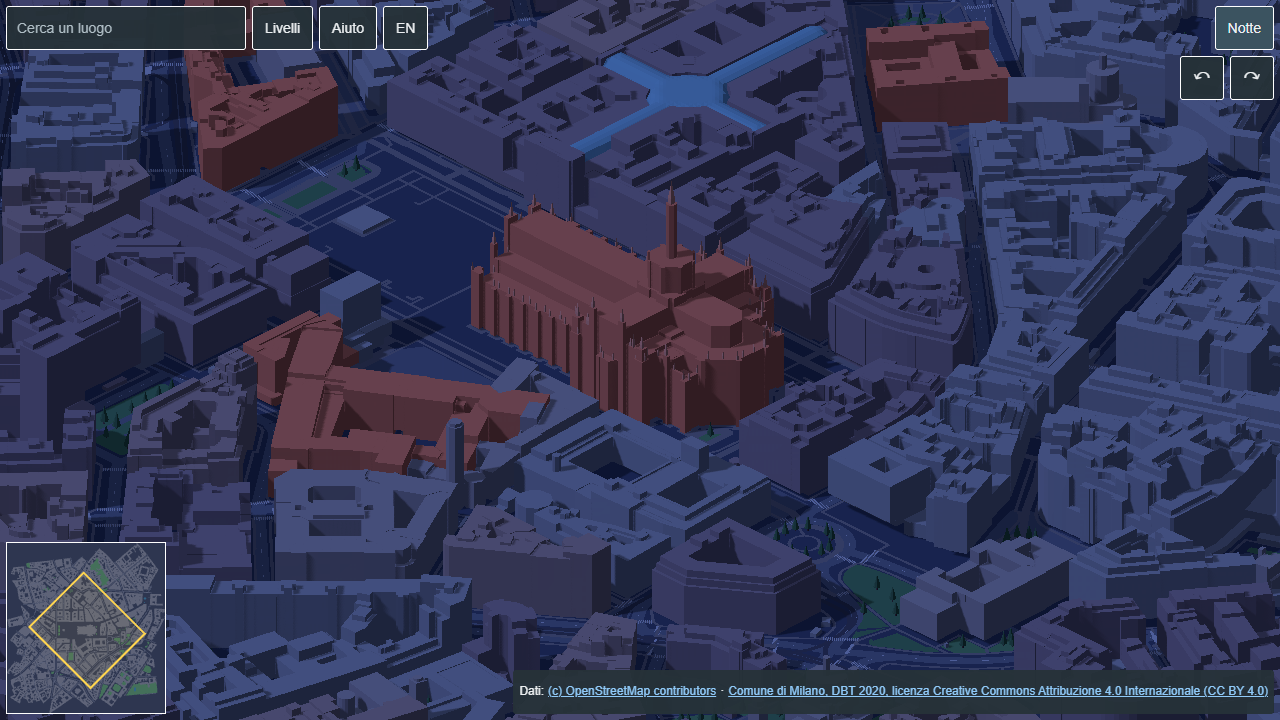 Cerca un luogo
Livelli
Aiuto
EN
Notte
Dati: (c) OpenStreetMap contributors · Comune di Milano, DBT 2020, licenza Creative Commons Attribuzione 4.0 Internazionale (CC BY 4.0)